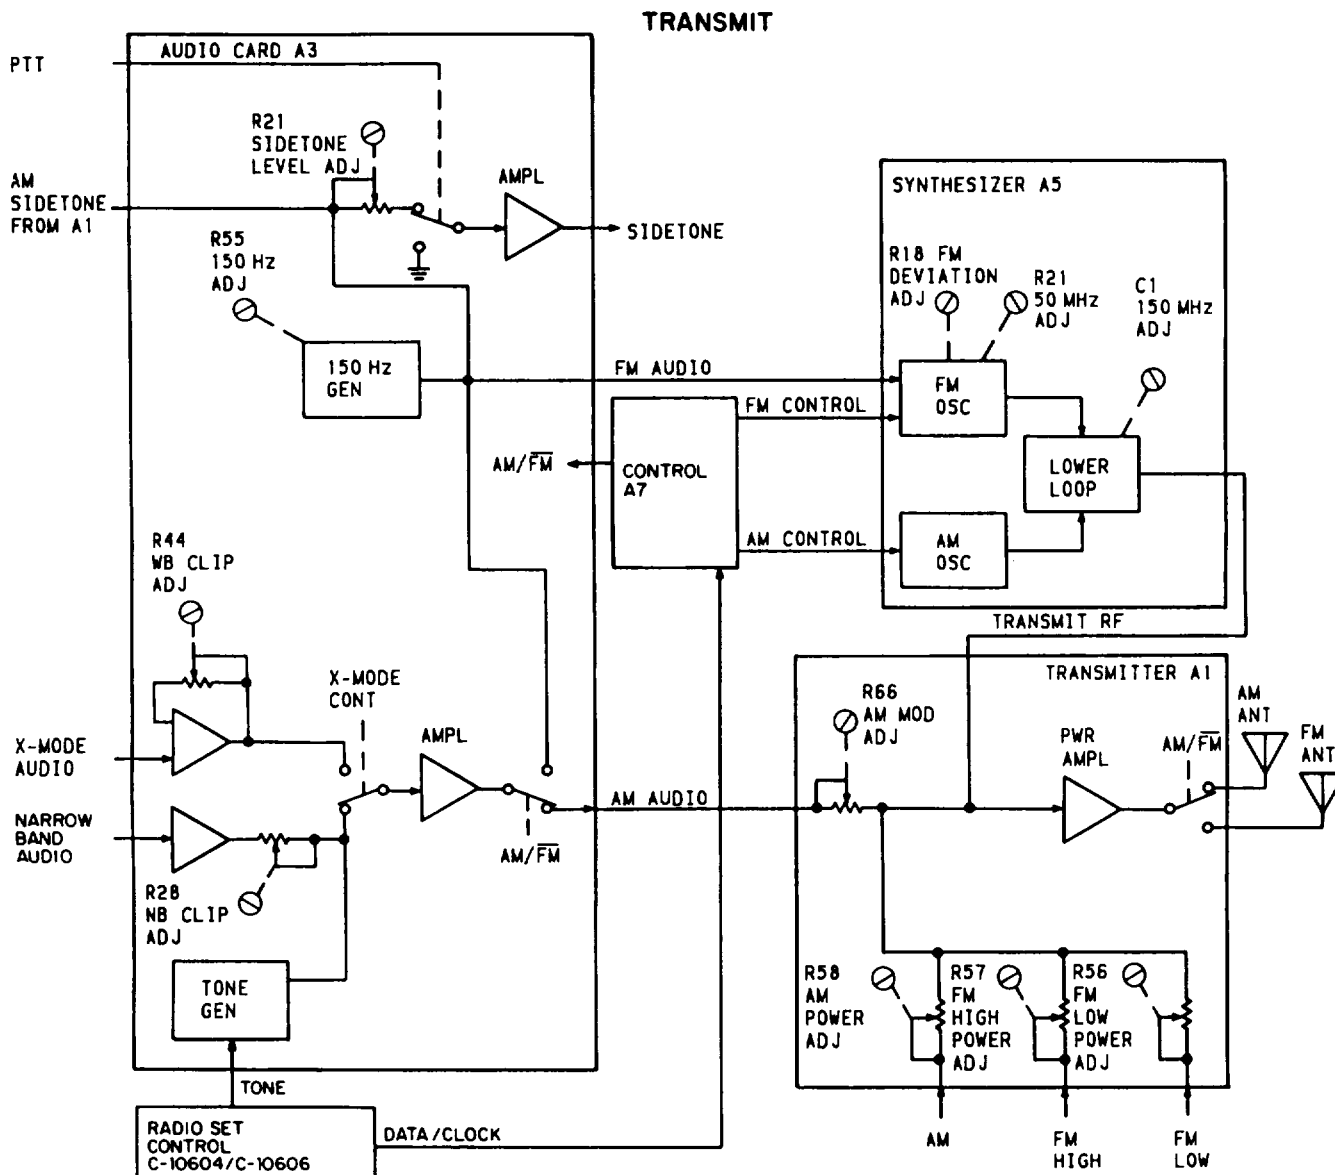 TRANSMIT
AUDIO CARD A3
PTT
R21
SIDETONE
LEVEL ADJ
AMPL
AM
SIDETONE
FROM A1
SIDETONE
R55
150 Hz
ADJ
150 Hz
GEN
FM AUDIO
SYNTHESIZER A5
R18 FM
DEVIATION
ADJ
R21
50 MHz
ADJ
C1
150 MHz
ADJ
FM
OSC
FM CONTROL
AM/F̅M̅
CONTROL
A7
LOWER
LOOP
AM CONTROL
AM
OSC
TRANSMIT RF
R44
WB CLIP
ADJ
X-MODE
CONT
AMPL
X-MODE
AUDIO
NARROW
BAND
AUDIO
R28
NB CLIP
ADJ
AM/F̅M̅
AM AUDIO
TONE
GEN
TONE
RADIO SET
CONTROL
C-10604/C-10606
DATA/CLOCK
TRANSMITTER A1
R66
AM MOD
ADJ
PWR
AMPL
AM/F̅M̅
AM
ANT
FM
ANT
R58
AM
POWER
ADJ
R57
FM
HIGH
POWER
ADJ
R56
FM
LOW
POWER
ADJ
AM
FM
HIGH
FM
LOW